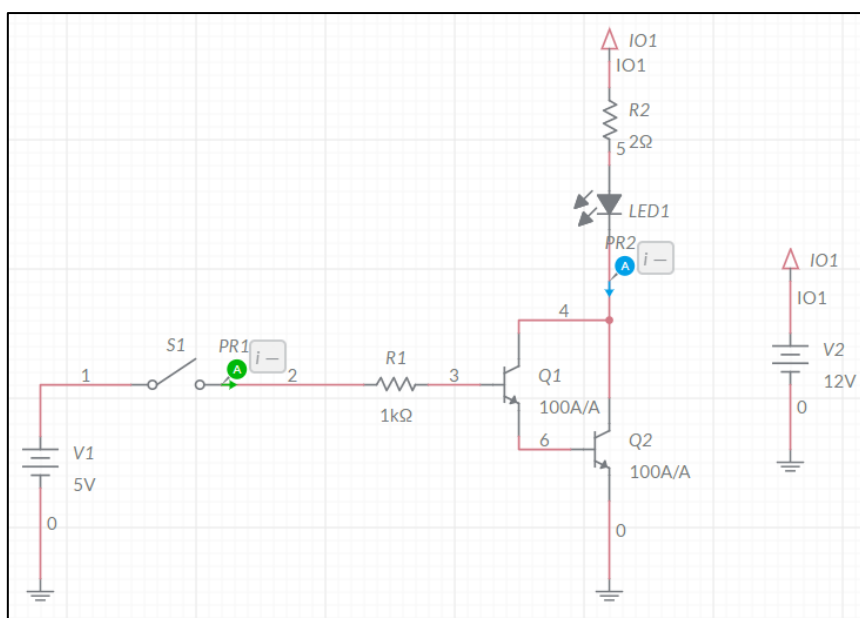 IO1
IO1
R2
5 2Ω
LED1
PR2
A i —
IO1
IO1
4
S1 PR1
A i —
R1
V2
12V
1 2 3
Q1
1kΩ
100A/A
0
6
Q2
V1
100A/A
5V
0
0